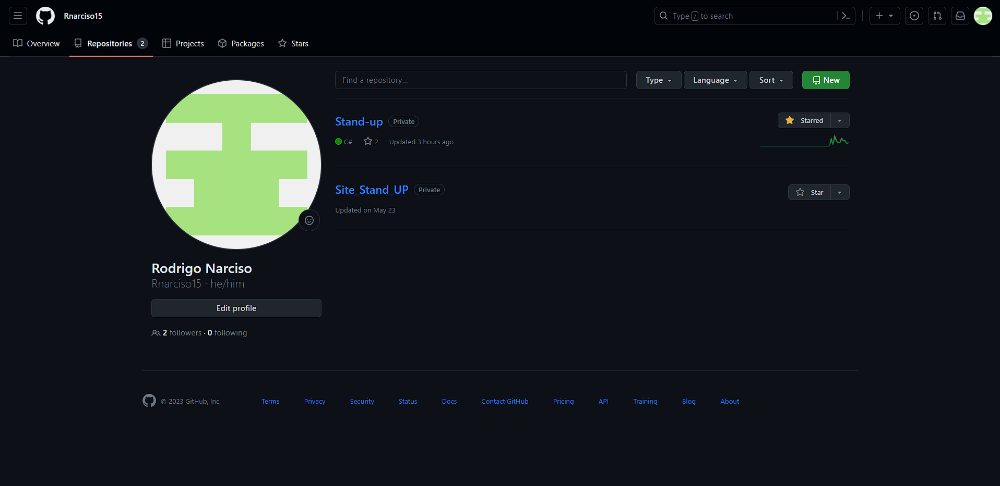 Rnarciso15
Type / to search
Overview
Repositories 2
Projects
Packages
Stars
Find a repository...
Type
Language
Sort
New
Stand-up Private
Starred
C# 2 Updated 3 hours ago
Site_Stand_UP Private
Star
Updated on May 23
Rodrigo Narciso
Rnarciso15 · he/him
Edit profile
2 followers · 0 following
© 2023 GitHub, Inc.
Terms
Privacy
Security
Status
Docs
Contact GitHub
Pricing
API
Training
Blog
About